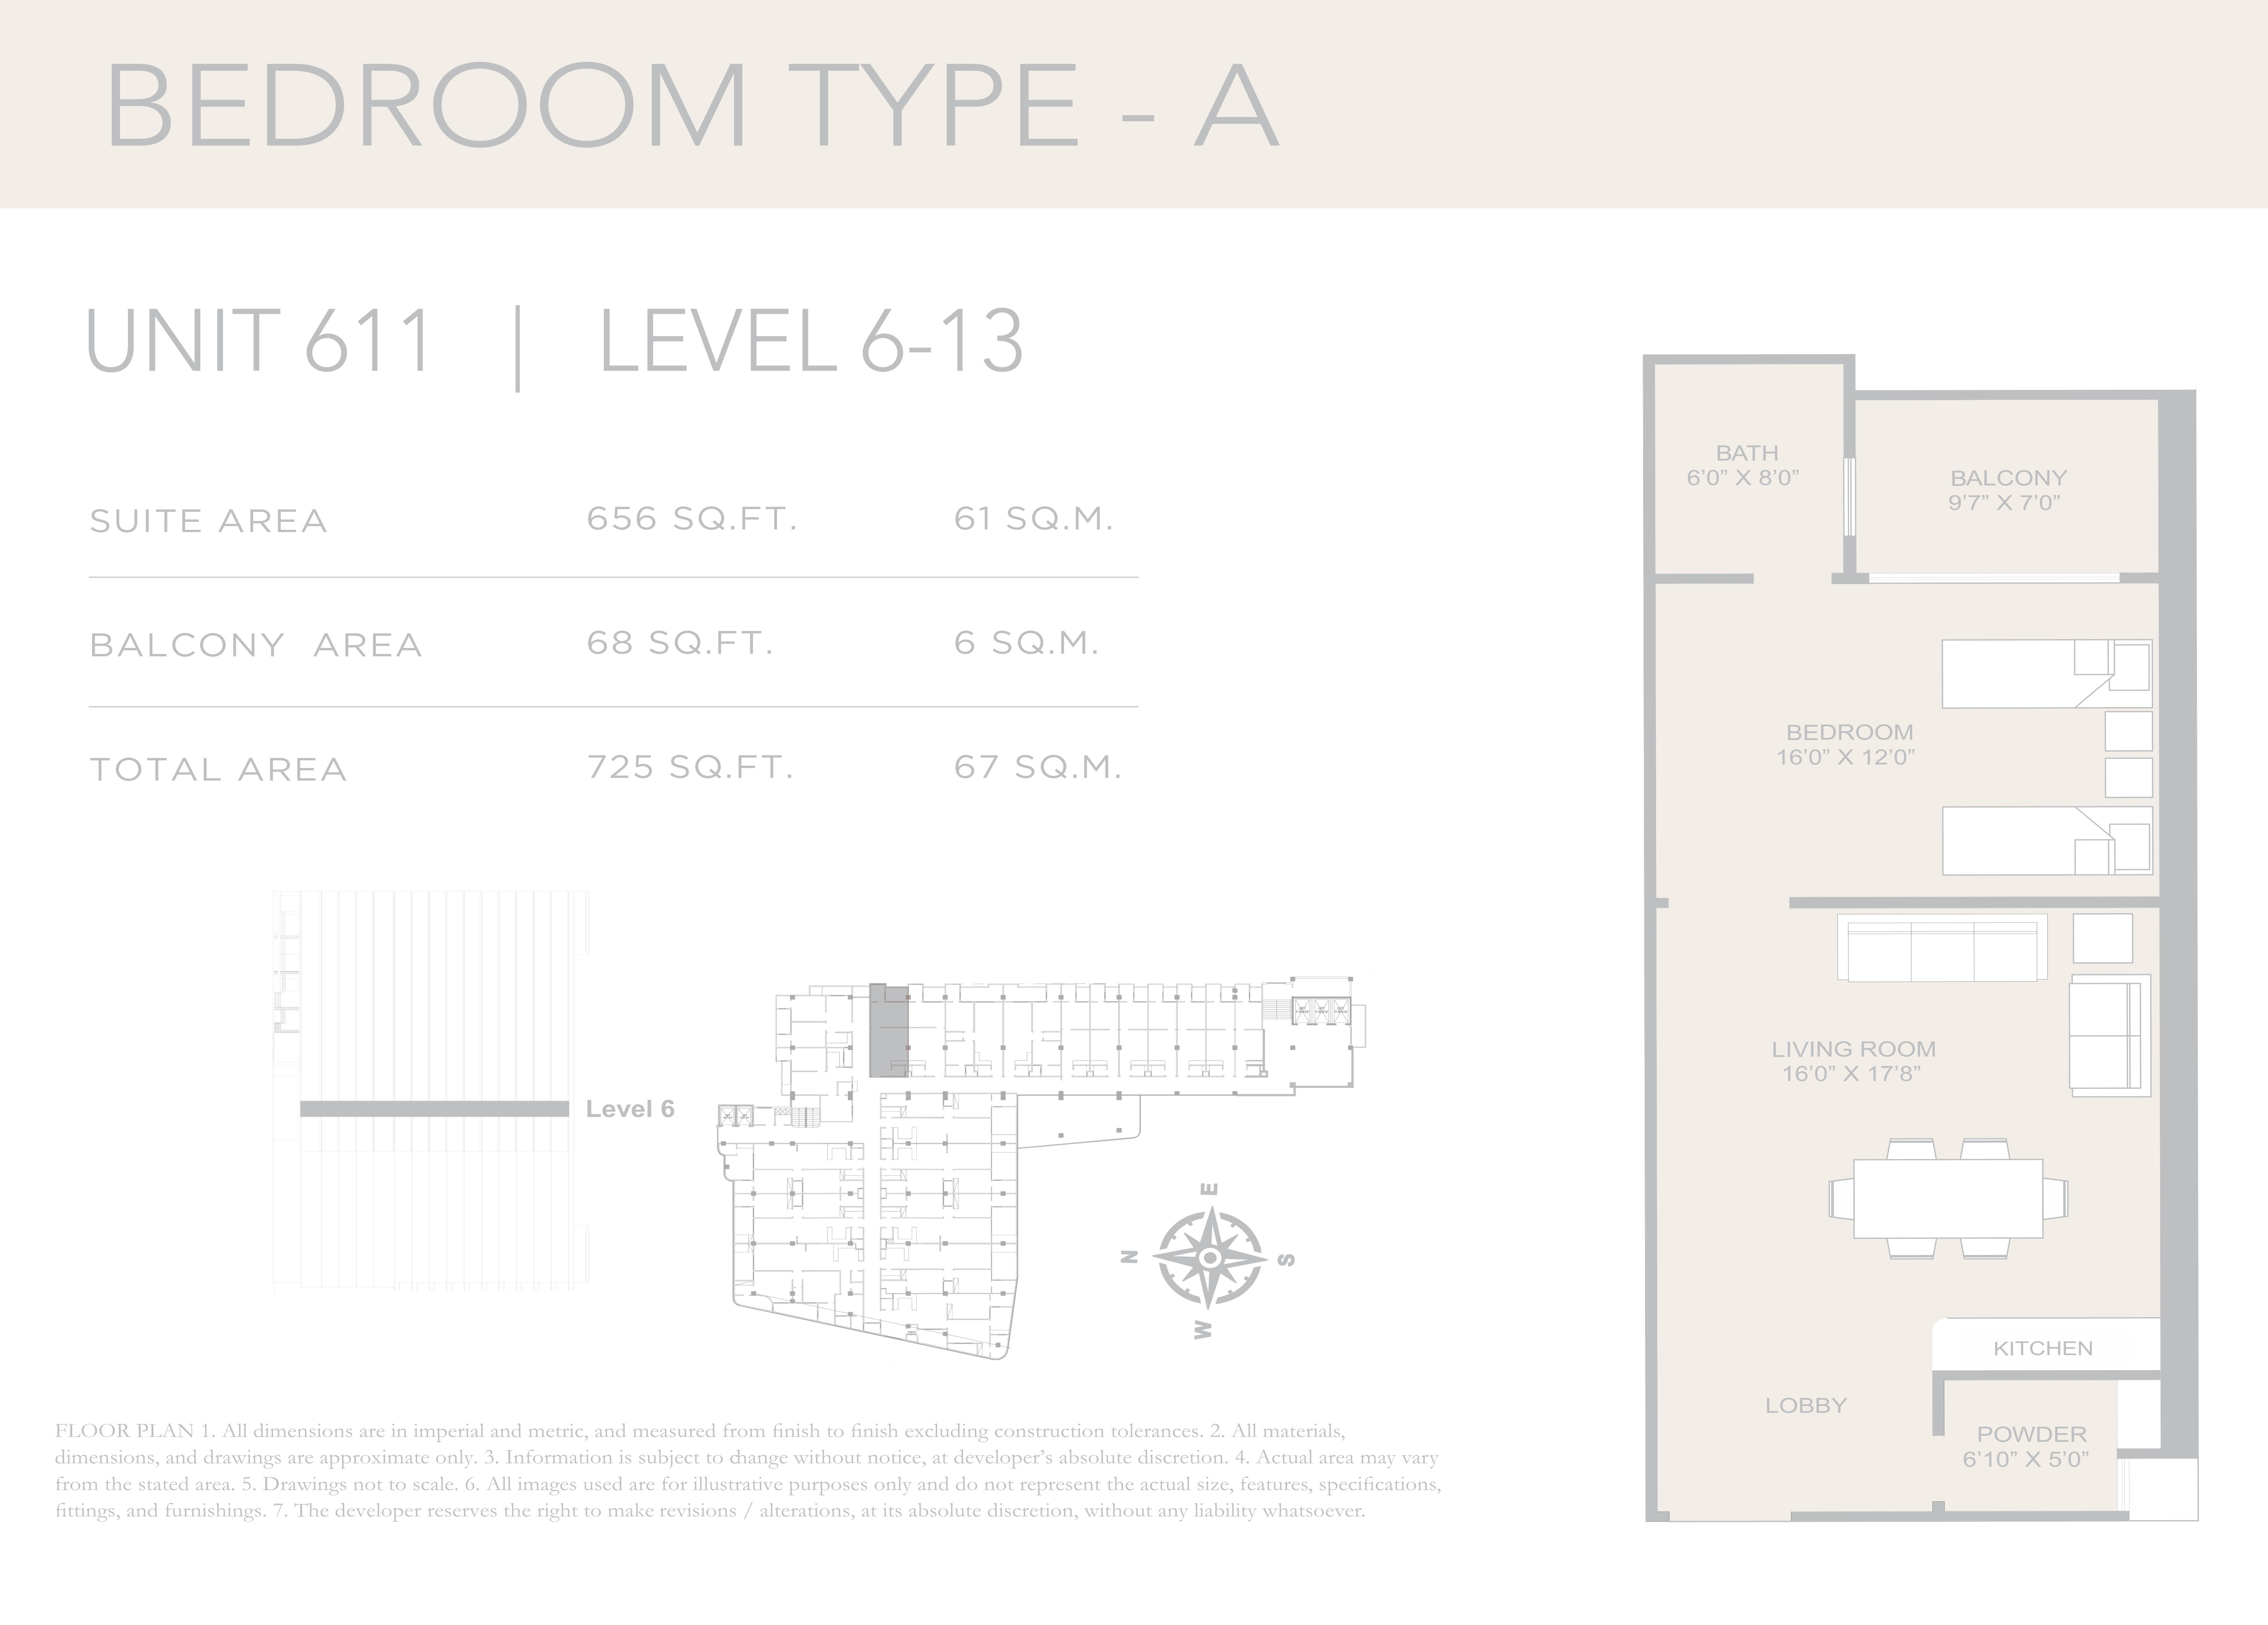 BEDROOM TYPE - A
UNIT 611 | LEVEL 6-13
SUITE AREA 656 SQ.FT. 61 SQ.M.
BALCONY AREA 68 SQ.FT. 6 SQ.M.
TOTAL AREA 725 SQ.FT. 67 SQ.M.
Level 6
E
N
S
W
FLOOR PLAN 1. All dimensions are in imperial and metric, and measured from finish to finish excluding construction tolerances. 2. All materials,
dimensions, and drawings are approximate only. 3. Information is subject to change without notice, at developer’s absolute discretion. 4. Actual area may vary
from the stated area. 5. Drawings not to scale. 6. All images used are for illustrative purposes only and do not represent the actual size, features, specifications,
fittings, and furnishings. 7. The developer reserves the right to make revisions / alterations, at its absolute discretion, without any liability whatsoever.
BATH
6’0” X 8’0”
BALCONY
9’7” X 7’0”
BEDROOM
16’0” X 12’0”
LIVING ROOM
16’0” X 17’8”
KITCHEN
LOBBY
POWDER
6’10” X 5’0”